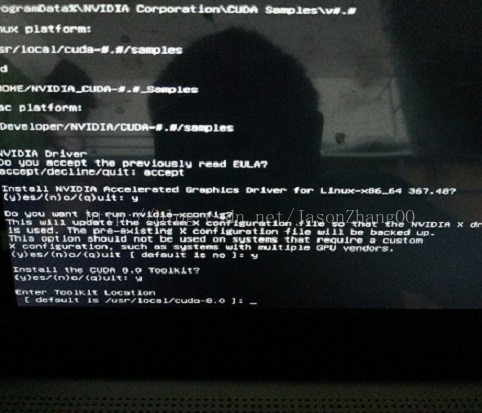 ogramData%\NVIDIA Corporation\CUDA Samples\v#.#
nux platform:
sr/local/cuda-#.#/samples
d
HOME/NVIDIA_CUDA-#.#_Samples
ac platform:
Developer/NVIDIA/CUDA-#.#/samples
NVIDIA Driver
Do you accept the previously read EULA?
accept/decline/quit: accept
Install NVIDIA Accelerated Graphics Driver for Linux-x86_64 367.48?
(y)es/(n)o/(q)uit: y
Do you want to run nvidia-xconfig?
This will update the system X configuration file so that the NVIDIA X dr
is used. The pre-existing X configuration file will be backed up.
This option should not be used on systems that require a custom
X configuration, such as systems with multiple GPU vendors.
(y)es/(n)o/(q)uit [ default is no ]: y
Install the CUDA 8.0 Toolkit?
(y)es/(n)o/(q)uit: y
Enter Toolkit Location
[ default is /usr/local/cuda-8.0 ]: _
.net/JasonZhang00